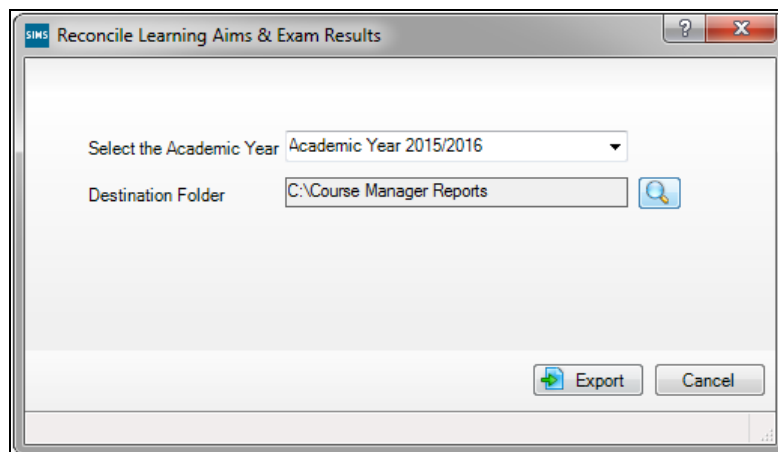 SIMS Reconcile Learning Aims & Exam Results
Select the Academic Year Academic Year 2015/2016
Destination Folder C:\Course Manager Reports
Export Cancel